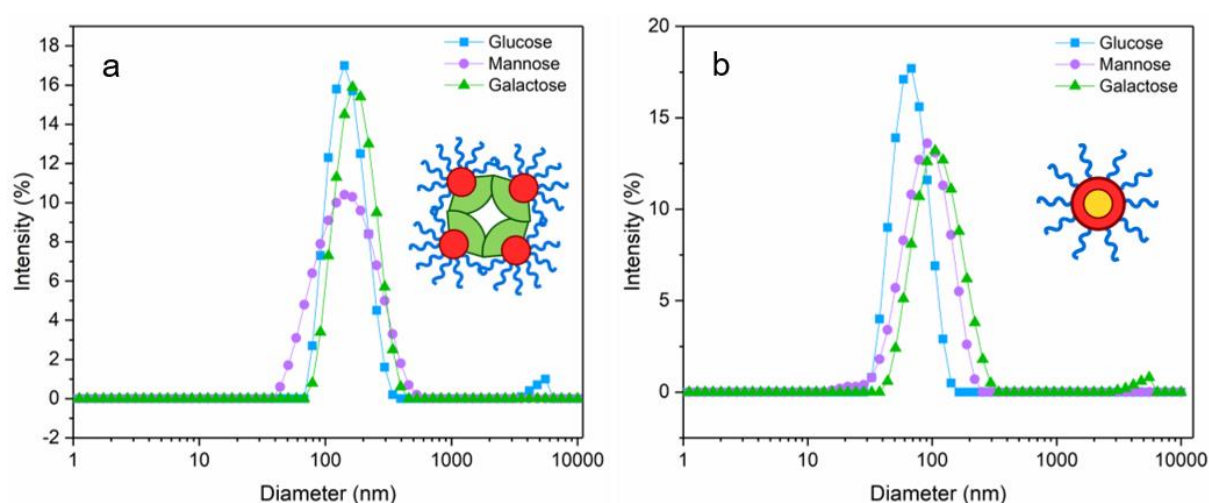 a
Glucose
Mannose
Galactose
18
16
14
12
10
8
6
4
2
0
-2
Intensity (%)
1 10 100 1000 10000
Diameter (nm)
b
Glucose
Mannose
Galactose
20
15
10
5
0
Intensity (%)
1 10 100 1000 10000
Diameter (nm)